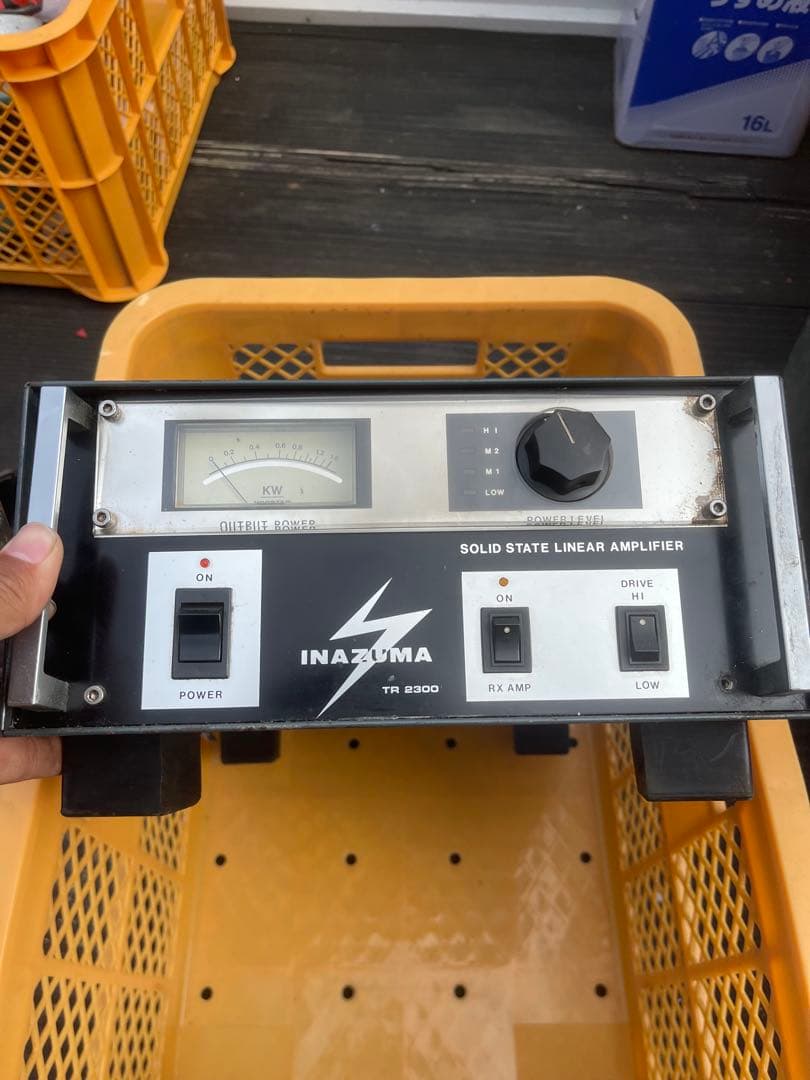 16L
0 0.2 0.4 0.6 0.8 1.2
KW
OUTPUT POWER
HI
M2
M1
LOW
POWER LEVEL
SOLID STATE LINEAR AMPLIFIER
ON
POWER
INAZUMA
TR 2300
ON
RX AMP
DRIVE
HI
LOW